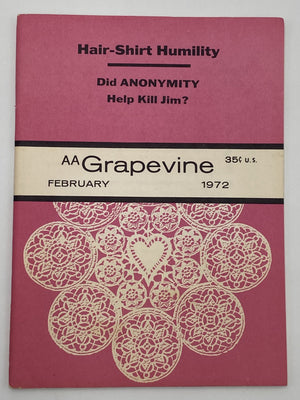 Hair-Shirt Humility
Did ANONYMITY
Help Kill Jim?
AA Grapevine 35¢ U.S.
FEBRUARY 1972